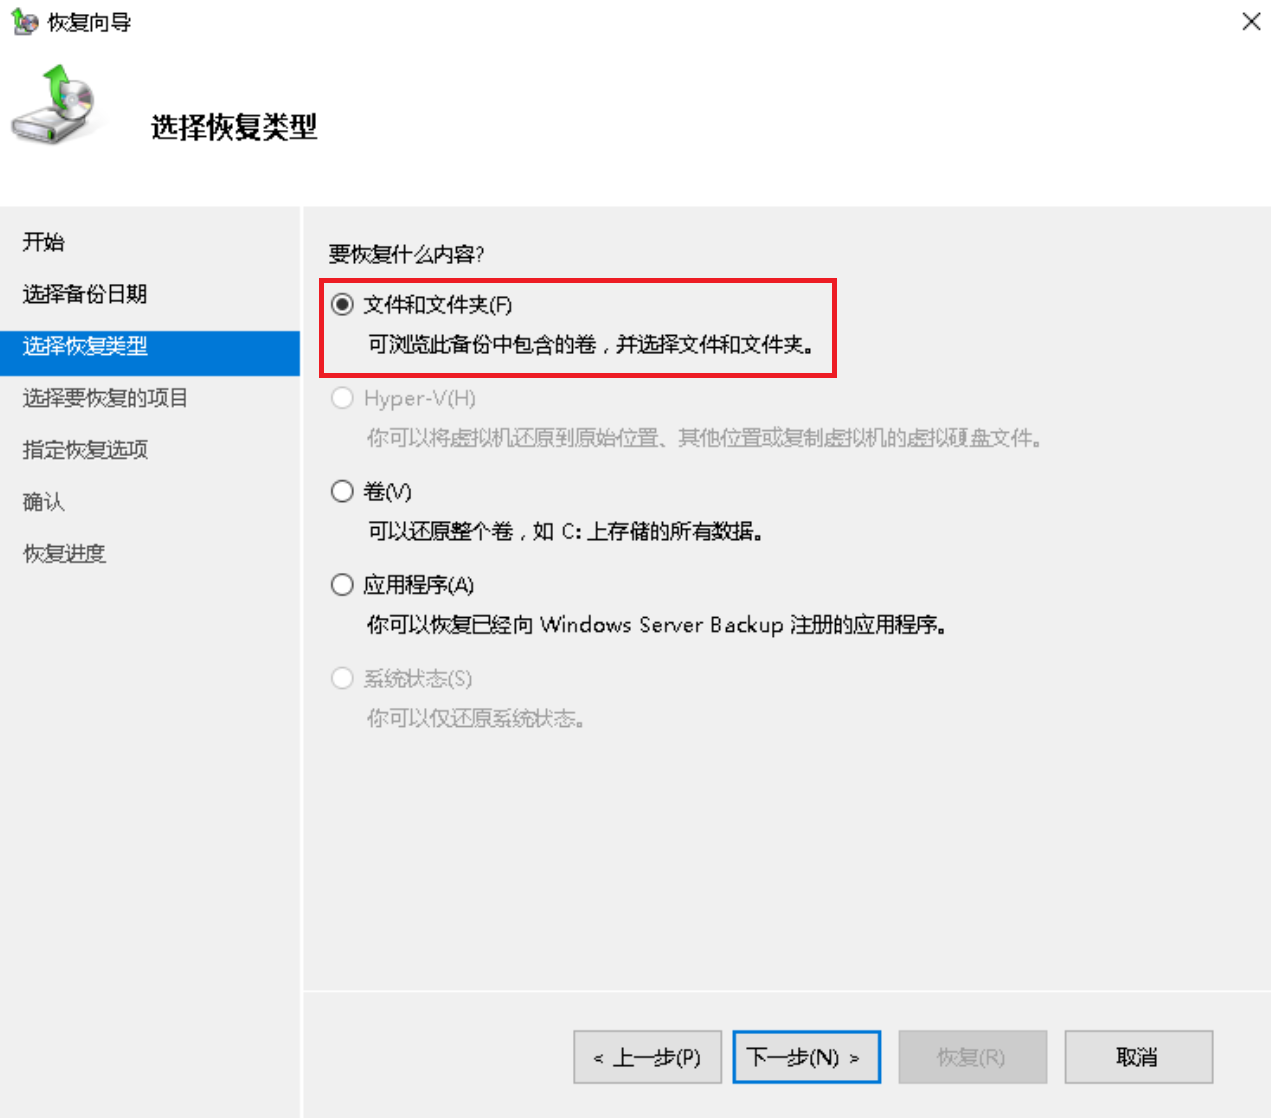 恢复向导
选择恢复类型
开始
选择备份日期
选择恢复类型
选择要恢复的项目
指定恢复选项
确认
恢复进度
要恢复什么内容?
文件和文件夹(F)
可浏览此备份中包含的卷，并选择文件和文件夹。
Hyper-V(H)
你可以将虚拟机还原到原始位置、其他位置或复制虚拟机的虚拟硬盘文件。
卷(V)
可以还原整个卷，如 C: 上存储的所有数据。
应用程序(A)
你可以恢复已经向 Windows Server Backup 注册的应用程序。
系统状态(S)
你可以仅还原系统状态。
< 上一步(P)
下一步(N) >
恢复(R)
取消